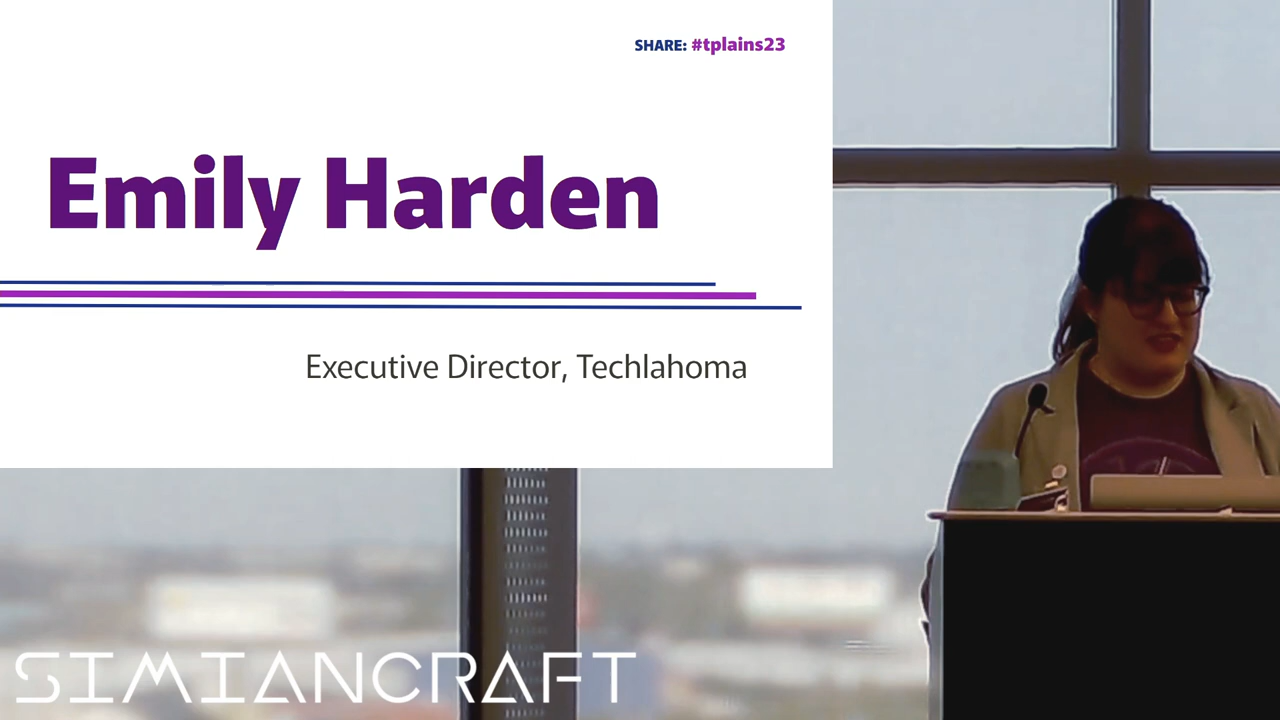 SHARE: #tplains23
Emily Harden
Executive Director, Techlahoma
SIMIANCRAFT